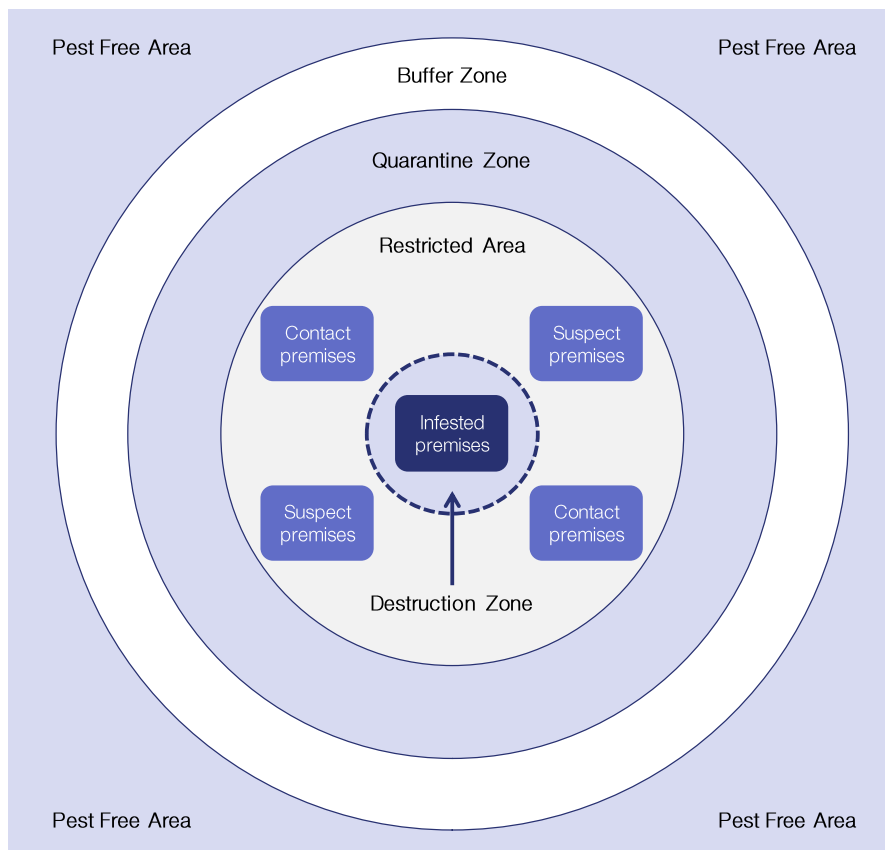 Pest Free Area
Pest Free Area
Buffer Zone
Quarantine Zone
Restricted Area
Contact
premises
Suspect
premises
Infested
premises
Suspect
premises
Contact
premises
Destruction Zone
Pest Free Area
Pest Free Area